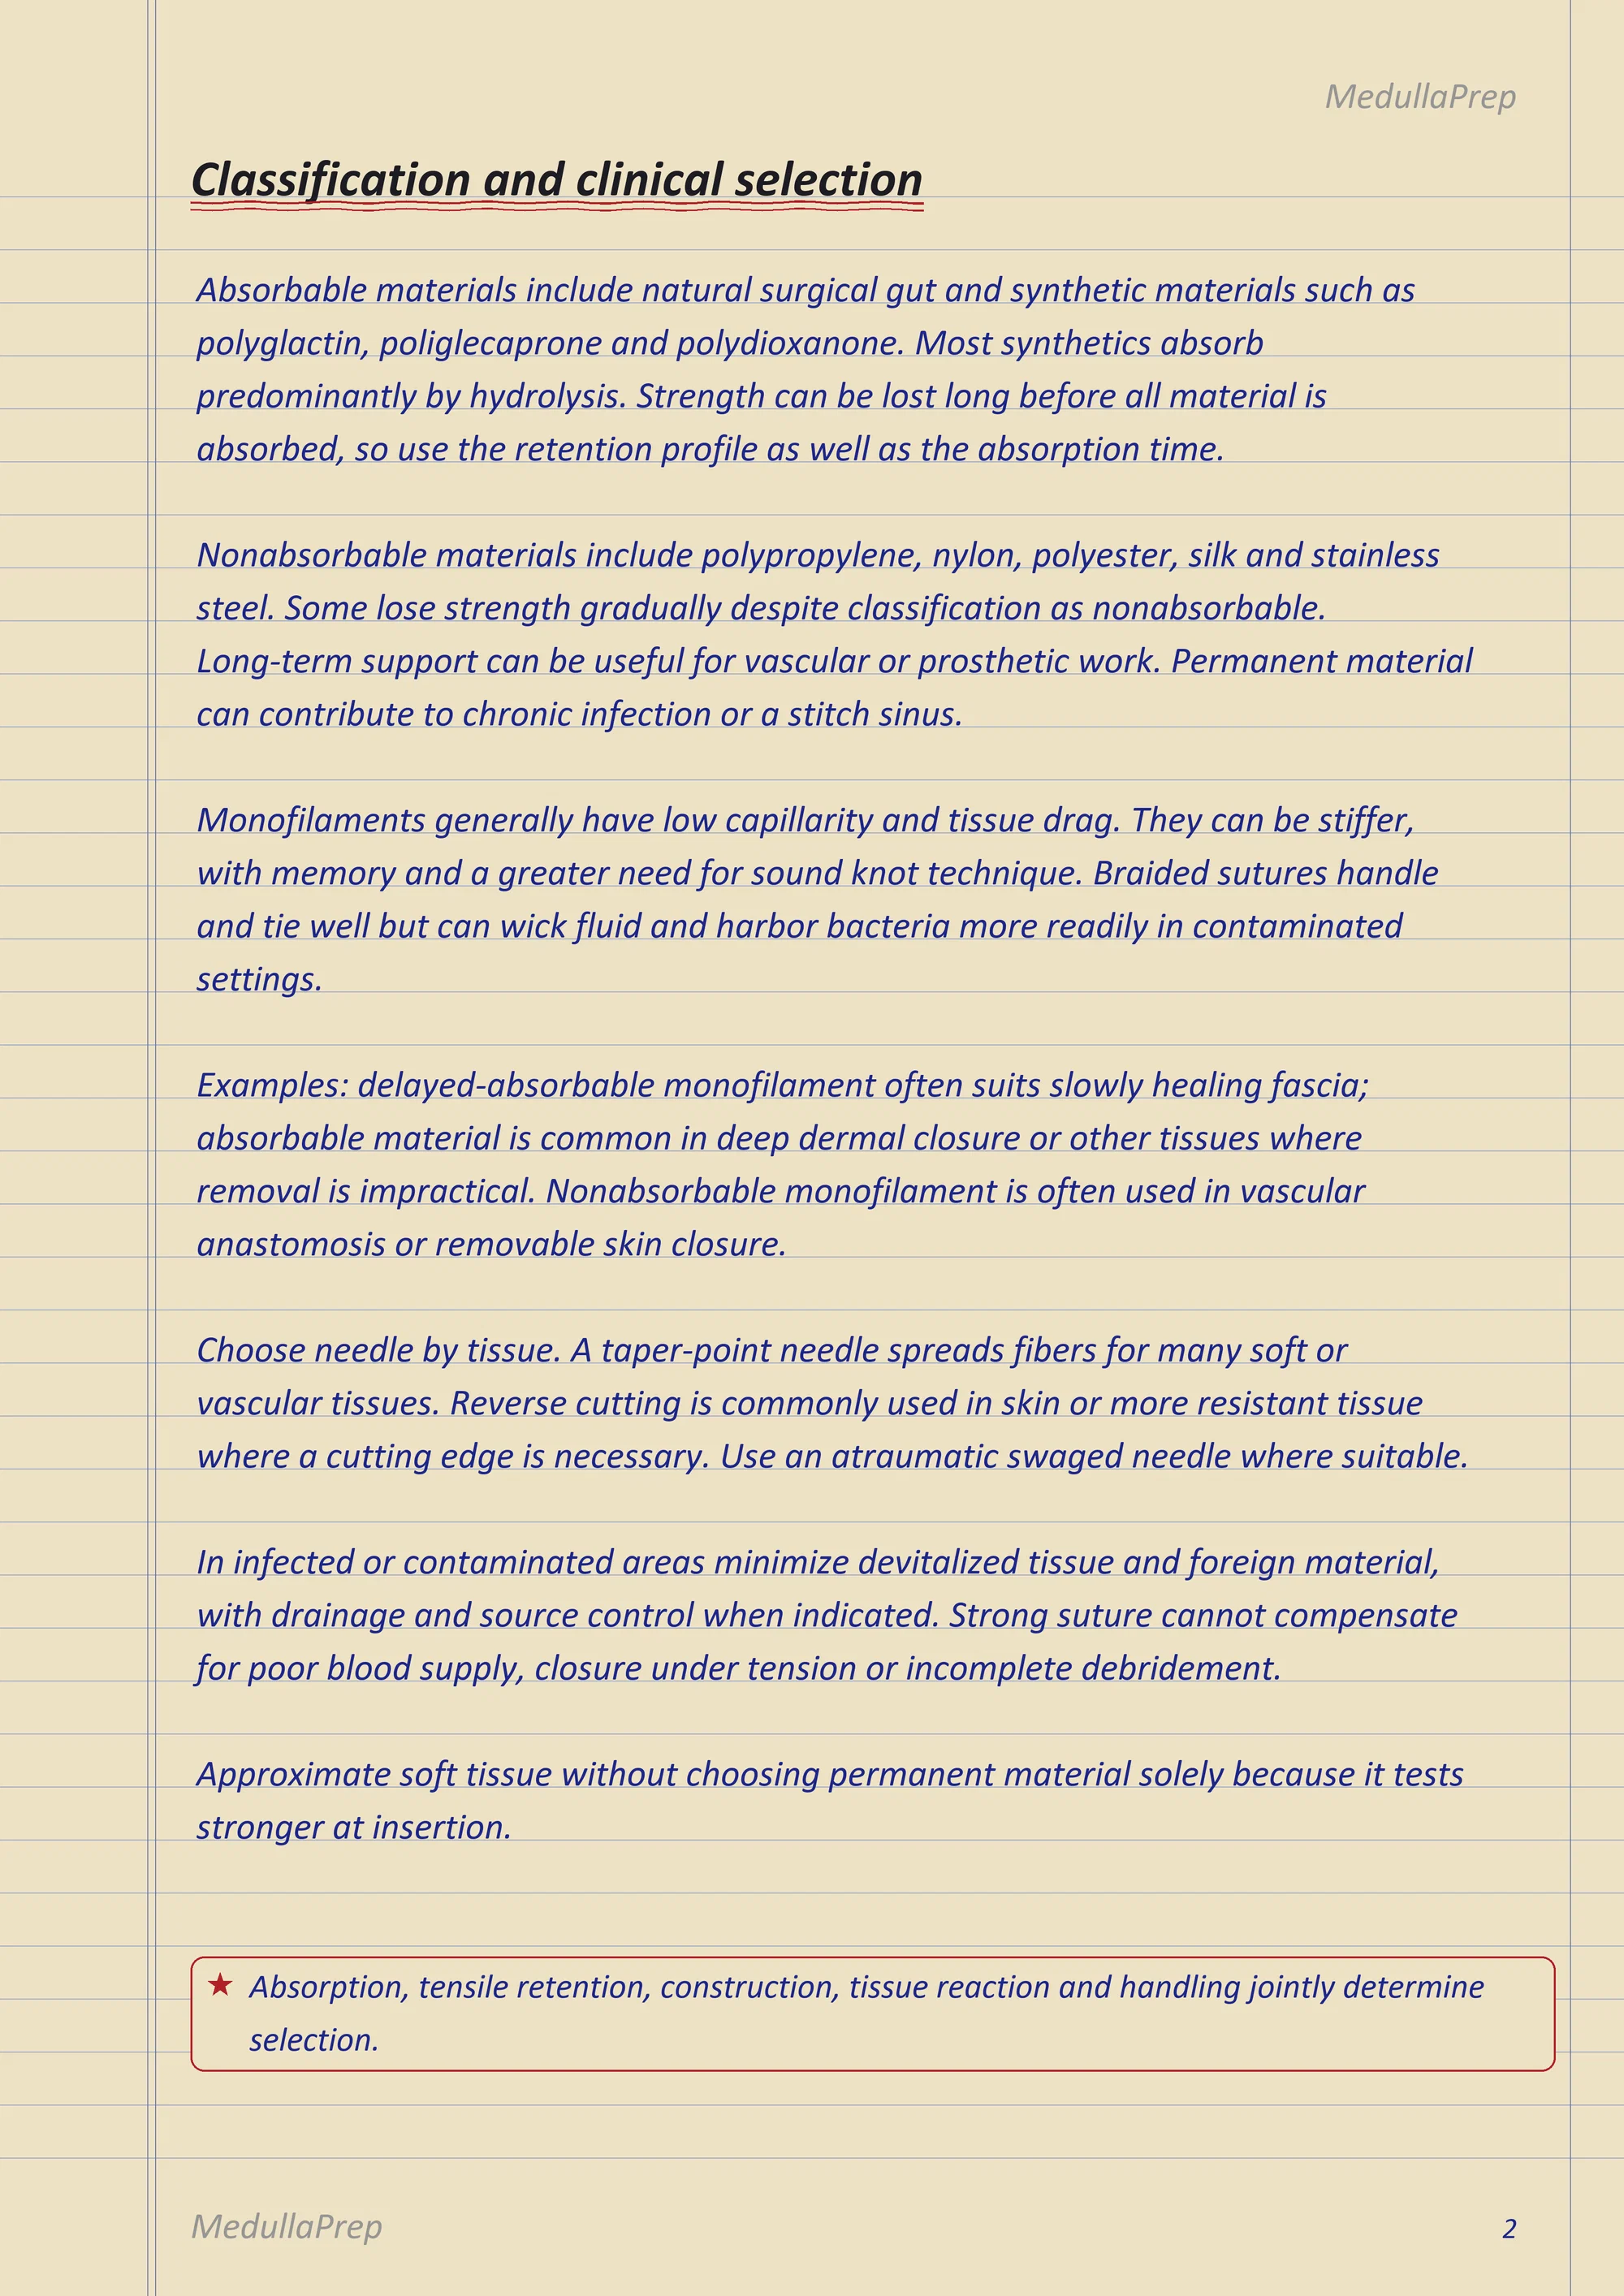 MedullaPrep
Classification and clinical selection
Absorbable materials include natural surgical gut and synthetic materials such as
polyglactin, poliglecaprone and polydioxanone. Most synthetics absorb
predominantly by hydrolysis. Strength can be lost long before all material is
absorbed, so use the retention profile as well as the absorption time.
Nonabsorbable materials include polypropylene, nylon, polyester, silk and stainless
steel. Some lose strength gradually despite classification as nonabsorbable.
Long-term support can be useful for vascular or prosthetic work. Permanent material
can contribute to chronic infection or a stitch sinus.
Monofilaments generally have low capillarity and tissue drag. They can be stiffer,
with memory and a greater need for sound knot technique. Braided sutures handle
and tie well but can wick fluid and harbor bacteria more readily in contaminated
settings.
Examples: delayed-absorbable monofilament often suits slowly healing fascia;
absorbable material is common in deep dermal closure or other tissues where
removal is impractical. Nonabsorbable monofilament is often used in vascular
anastomosis or removable skin closure.
Choose needle by tissue. A taper-point needle spreads fibers for many soft or
vascular tissues. Reverse cutting is commonly used in skin or more resistant tissue
where a cutting edge is necessary. Use an atraumatic swaged needle where suitable.
In infected or contaminated areas minimize devitalized tissue and foreign material,
with drainage and source control when indicated. Strong suture cannot compensate
for poor blood supply, closure under tension or incomplete debridement.
Approximate soft tissue without choosing permanent material solely because it tests
stronger at insertion.
★ Absorption, tensile retention, construction, tissue reaction and handling jointly determine
selection.
MedullaPrep
2